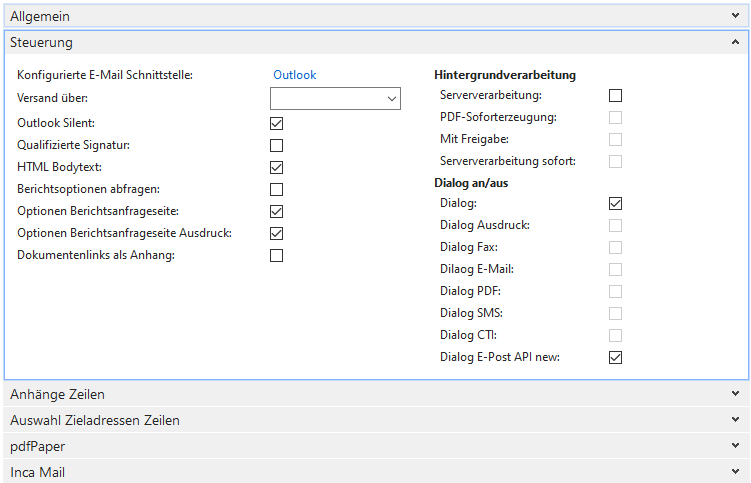 Allgemein
Steuerung
Konfigurierte E-Mail Schnittstelle: Outlook
Versand über:
Outlook Silent:
Qualifizierte Signatur:
HTML Bodytext:
Berichtsoptionen abfragen:
Optionen Berichtsanfrageseite:
Optionen Berichtsanfrageseite Ausdruck:
Dokumentenlinks als Anhang:
Hintergrundverarbeitung
Serververarbeitung:
PDF-Soforterzeugung:
Mit Freigabe:
Serververarbeitung sofort:
Dialog an/aus
Dialog:
Dialog Ausdruck:
Dialog Fax:
Dilaog E-Mail:
Dialog PDF:
Dialog SMS:
Dialog CTI:
Dialog E-Post API new:
Anhänge Zeilen
Auswahl Zieladressen Zeilen
pdfPaper
Inca Mail